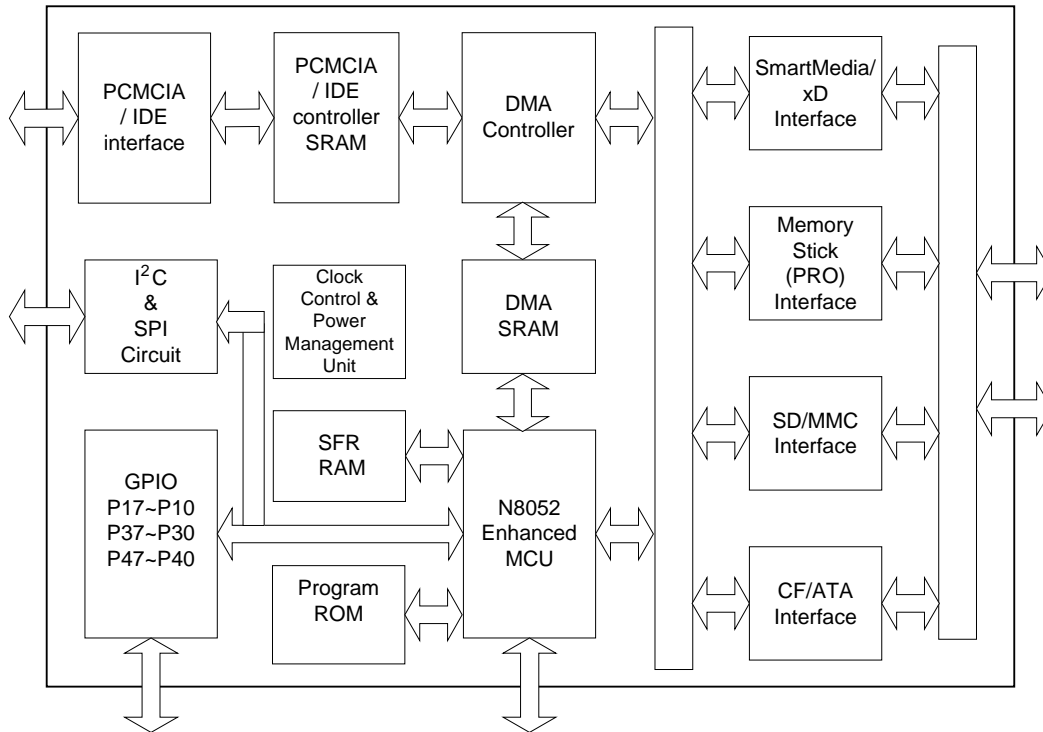 PCMCIA
/ IDE
interface
PCMCIA
/ IDE
controller
SRAM
DMA
Controller
SmartMedia/
xD
Interface
I²C
&
SPI
Circuit
Clock
Control &
Power
Management
Unit
DMA
SRAM
Memory
Stick
(PRO)
Interface
GPIO
P17~P10
P37~P30
P47~P40
SFR
RAM
N8052
Enhanced
MCU
SD/MMC
Interface
Program
ROM
CF/ATA
Interface